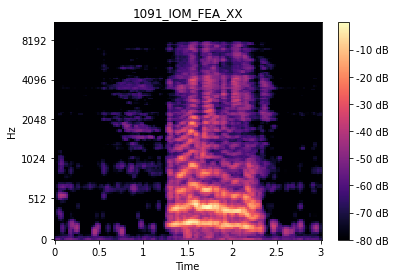 1091_IOM_FEA_XX
8192
4096
2048
1024
512
0
Hz
0 0.5 1 1.5 2 2.5 3
Time
-10 dB
-20 dB
-30 dB
-40 dB
-50 dB
-60 dB
-70 dB
-80 dB